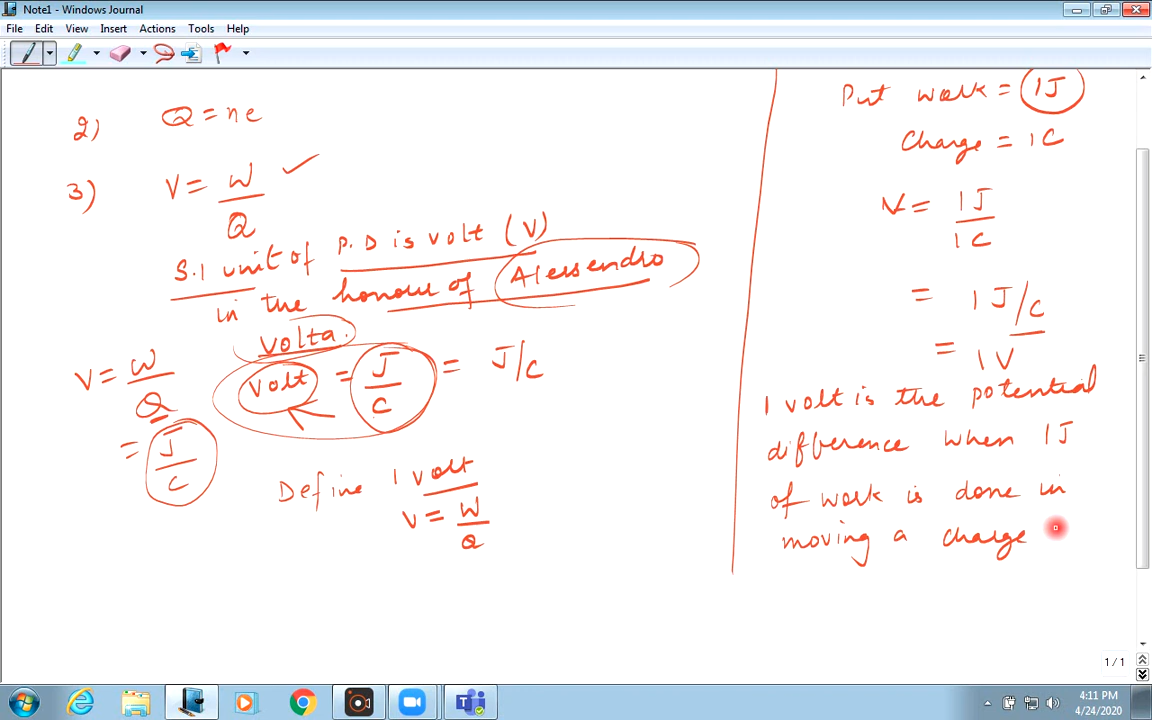 Note1 - Windows Journal
File Edit View Insert Actions Tools Help
2) Q = ne
3) V = W
Q
S.I unit of P.D is volt (V)
in the honour of Alessendro
Volta.
V = W
Q
= J
C
Volt = J = J/C
C
Define 1 volt
V = W
Q
Put work = 1J
Charge = 1C
V = 1J
1C
= 1J/C
= 1V
1 volt is the potential
difference when 1J
of work is done in
moving a charge
1/1
4:11 PM
4/24/2020